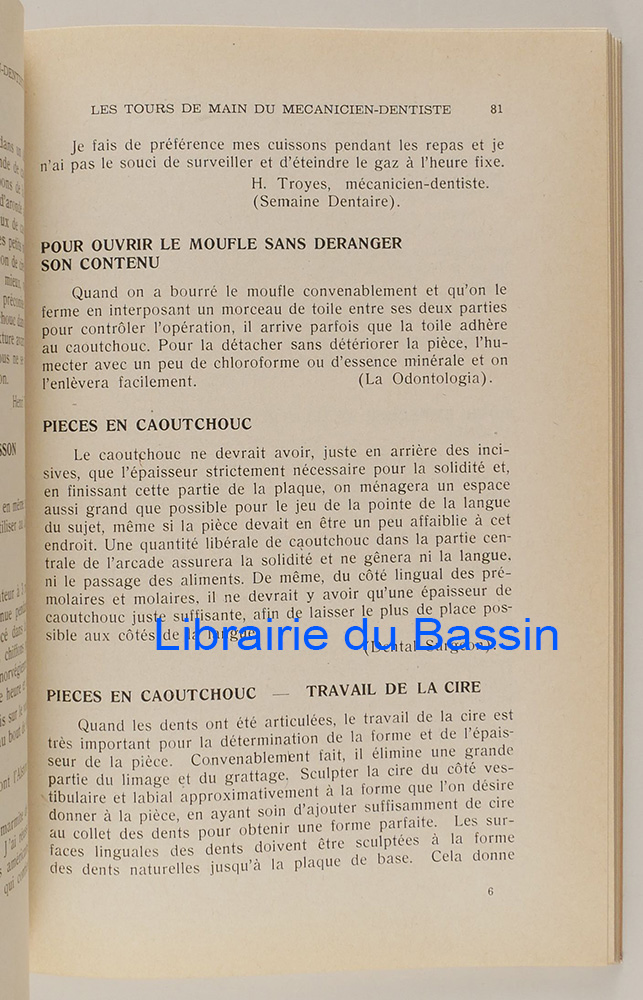 LES TOURS DE MAIN DU MECANICIEN-DENTISTE 81
Je fais de préférence mes cuissons pendant les repas et je
n'ai pas le souci de surveiller et d'éteindre le gaz à l'heure fixe.
H. Troyes, mécanicien-dentiste.
(Semaine Dentaire).
POUR OUVRIR LE MOUFLE SANS DERANGER
SON CONTENU
Quand on a bourré le moufle convenablement et qu'on le
ferme en interposant un morceau de toile entre ses deux parties
pour contrôler l'opération, il arrive parfois que la toile adhère
au caoutchouc. Pour la détacher sans détériorer la pièce, l'hu-
mecter avec un peu de chloroforme ou d'essence minérale et on
l'enlèvera facilement. (La Odontologia).
PIECES EN CAOUTCHOUC
Le caoutchouc ne devrait avoir, juste en arrière des inci-
sives, que l'épaisseur strictement nécessaire pour la solidité et,
en finissant cette partie de la plaque, on ménagera un espace
aussi grand que possible pour le jeu de la pointe de la langue
du sujet, même si la pièce devait en être un peu affaiblie à cet
endroit. Une quantité libérale de caoutchouc dans la partie cen-
trale de l'arcade assurera la solidité et ne gênera ni la langue,
ni le passage des aliments. De même, du côté lingual des pré-
molaires et molaires, il ne devrait y avoir qu'une épaisseur de
caoutchouc juste suffisante, afin de laisser le plus de place pos-
sible aux côtés de la langue.
(Dental Surgeon).
Librairie du Bassin
PIECES EN CAOUTCHOUC — TRAVAIL DE LA CIRE
Quand les dents ont été articulées, le travail de la cire est
très important pour la détermination de la forme et de l'épais-
seur de la pièce. Convenablement fait, il élimine une grande
partie du limage et du grattage. Sculpter la cire du côté ves-
tibulaire et labial approximativement à la forme que l'on désire
donner à la pièce, en ayant soin d'ajouter suffisamment de cire
au collet des dents pour obtenir une forme parfaite. Les sur-
faces linguales des dents doivent être sculptées à la forme
des dents naturelles jusqu'à la plaque de base. Cela donne
6